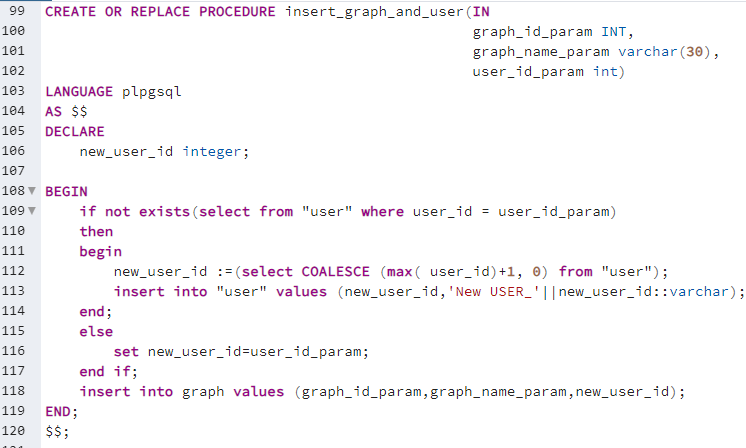 99 CREATE OR REPLACE PROCEDURE insert_graph_and_user(IN
100 graph_id_param INT,
101 graph_name_param varchar(30),
102 user_id_param int)
103 LANGUAGE plpgsql
104 AS $$
105 DECLARE
106 new_user_id integer;
107
108 BEGIN
109 if not exists(select from "user" where user_id = user_id_param)
110 then
111 begin
112 new_user_id :=(select COALESCE (max( user_id)+1, 0) from "user");
113 insert into "user" values (new_user_id,'New USER_'||new_user_id::varchar);
114 end;
115 else
116 set new_user_id=user_id_param;
117 end if;
118 insert into graph values (graph_id_param,graph_name_param,new_user_id);
119 END;
120 $$;